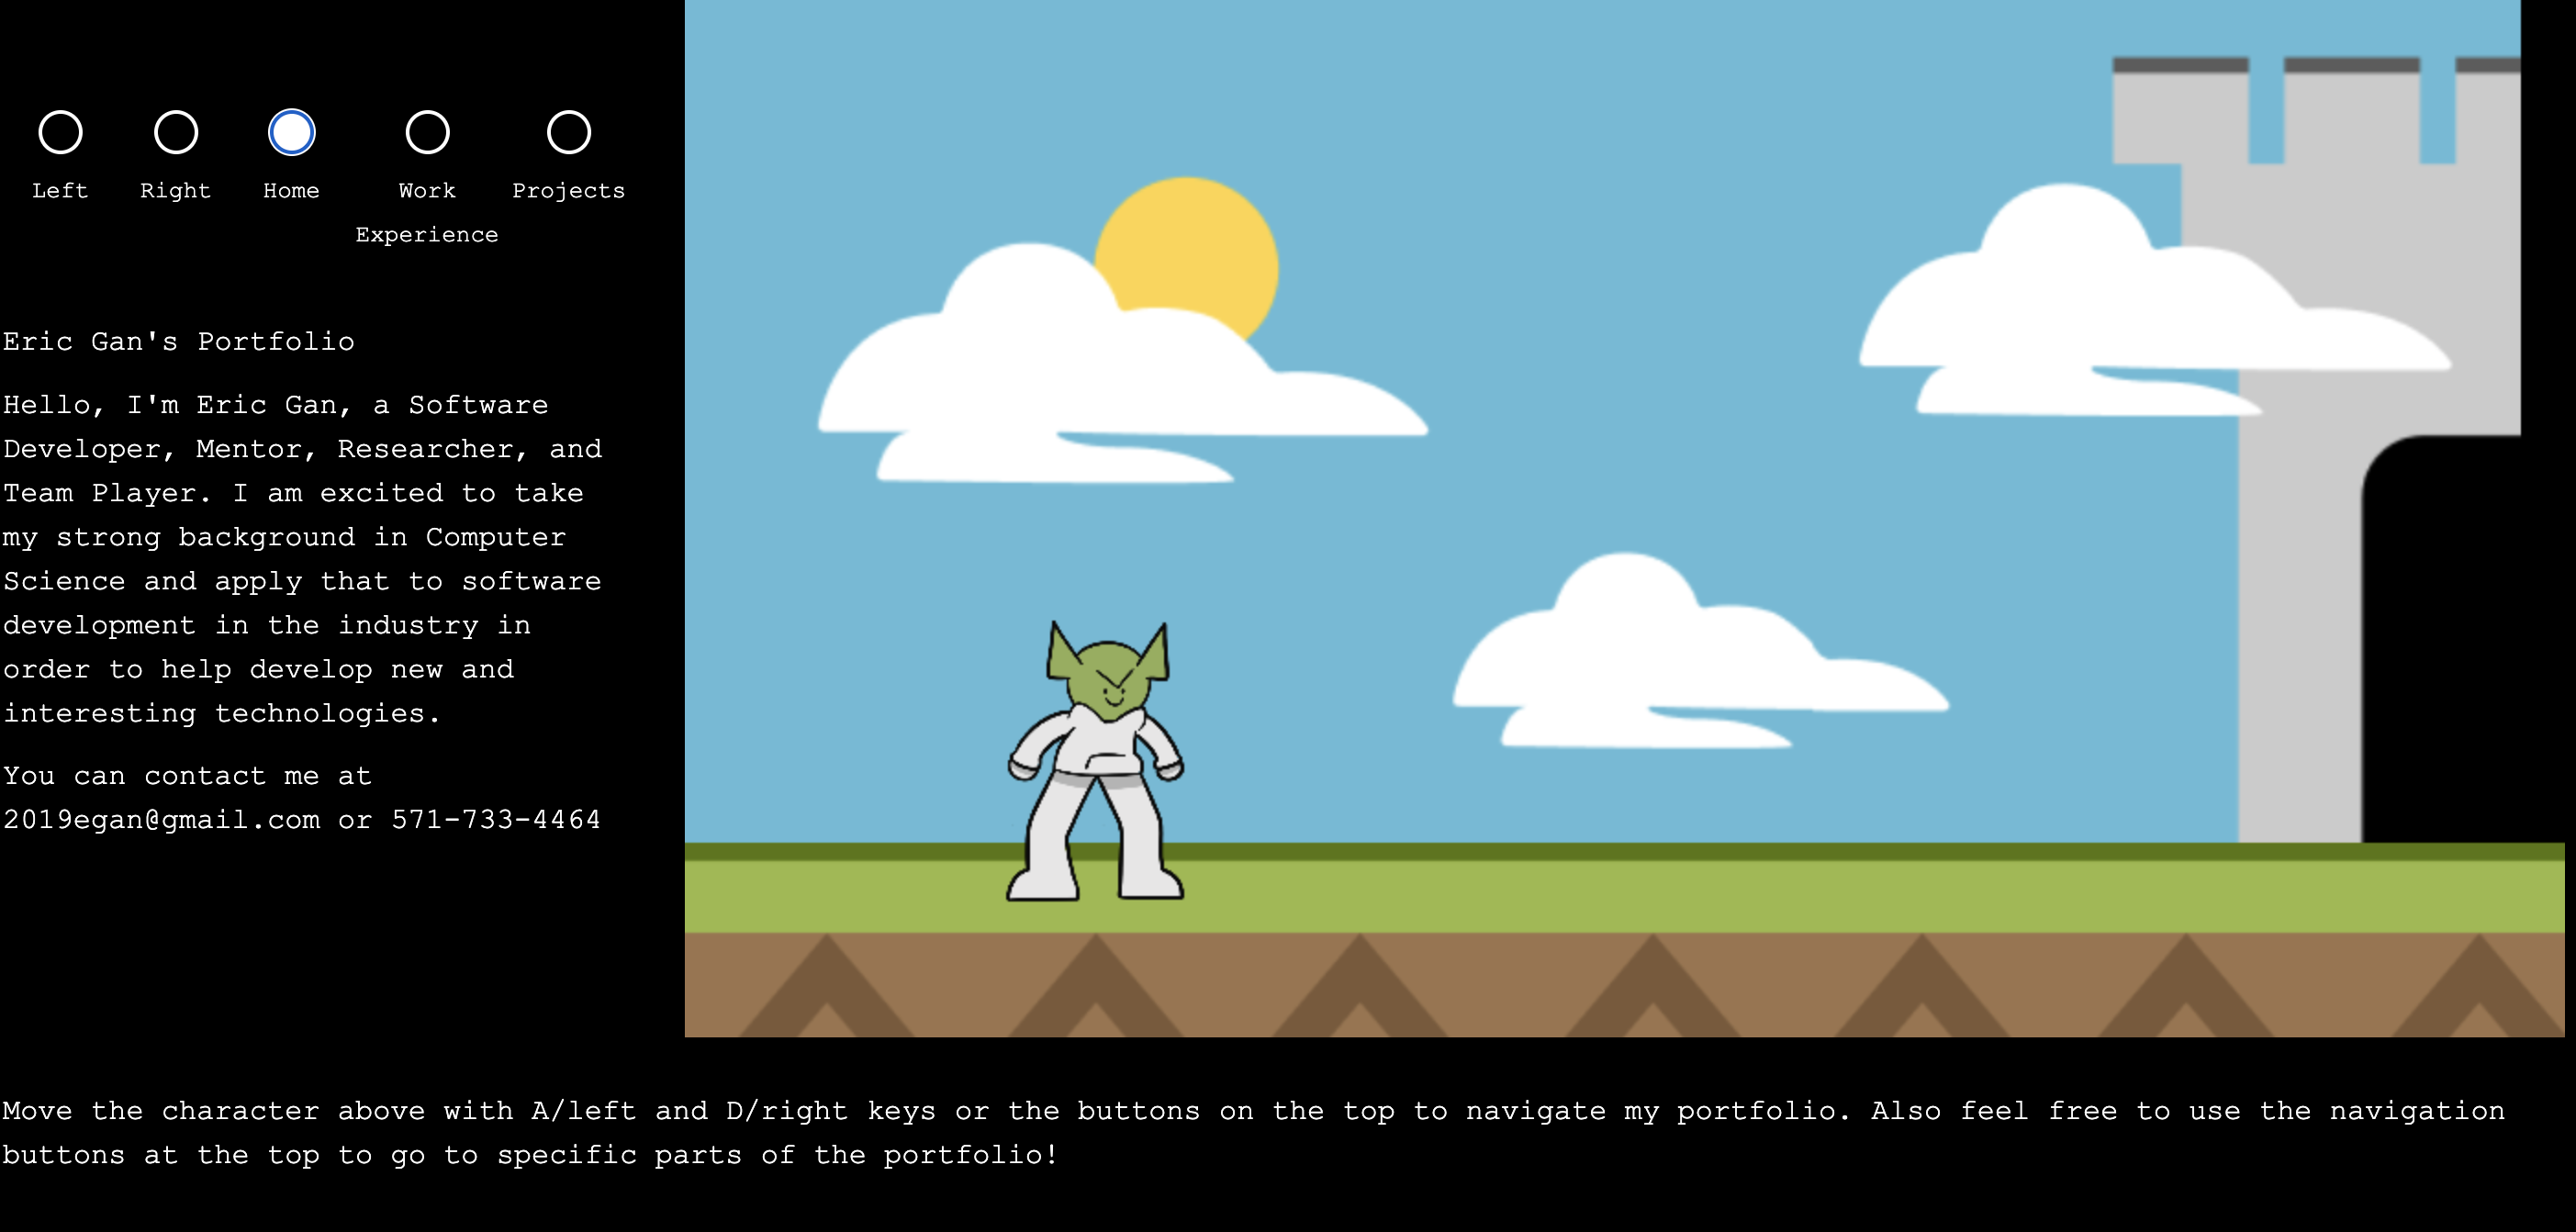 Left Right Home Work Projects
Experience
Eric Gan's Portfolio
Hello, I'm Eric Gan, a Software
Developer, Mentor, Researcher, and
Team Player. I am excited to take
my strong background in Computer
Science and apply that to software
development in the industry in
order to help develop new and
interesting technologies.
You can contact me at
2019egan@gmail.com or 571-733-4464
Move the character above with A/left and D/right keys or the buttons on the top to navigate my portfolio. Also feel free to use the navigation
buttons at the top to go to specific parts of the portfolio!